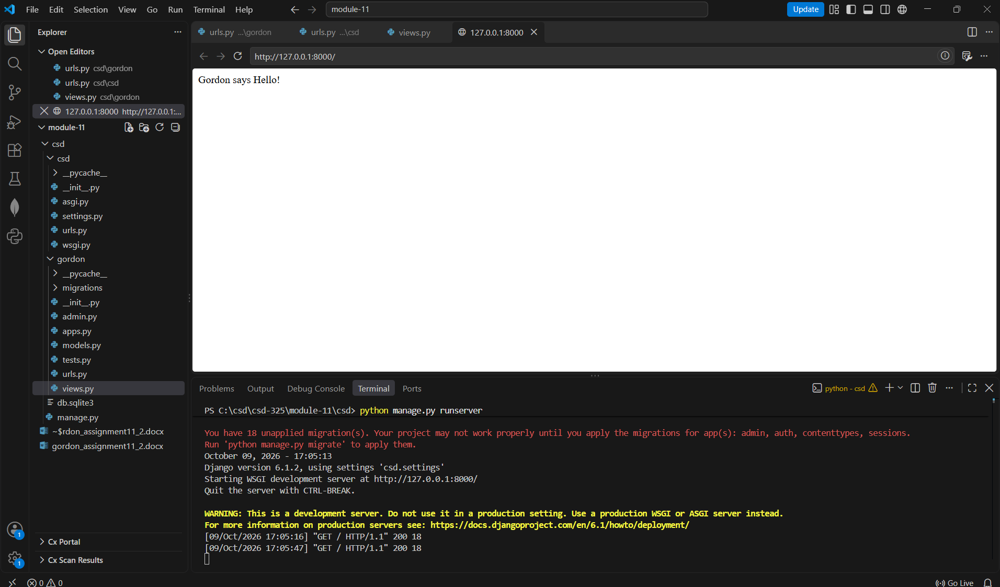 File Edit Selection View Go Run Terminal Help
module-11
Update
Explorer
Open Editors
urls.py csd\gordon
urls.py csd\csd
views.py csd\gordon
127.0.0.1:8000 http://127.0.0.1:...
module-11
csd
csd
__pycache__
__init__.py
asgi.py
settings.py
urls.py
wsgi.py
gordon
__pycache__
migrations
__init__.py
admin.py
apps.py
models.py
tests.py
urls.py
views.py
db.sqlite3
manage.py
~$rdon_assignment11_2.docx
gordon_assignment11_2.docx
Cx Portal
Cx Scan Results
1
1
urls.py ...\gordon
urls.py ...\csd
views.py
127.0.0.1:8000
http://127.0.0.1:8000/
Gordon says Hello!
Problems Output Debug Console Terminal Ports
python - csd
PS C:\csd\csd-325\module-11\csd> python manage.py runserver
You have 18 unapplied migration(s). Your project may not work properly until you apply the migrations for app(s): admin, auth, contenttypes, sessions.
Run 'python manage.py migrate' to apply them.
October 09, 2026 - 17:05:13
Django version 6.1.2, using settings 'csd.settings'
Starting WSGI development server at http://127.0.0.1:8000/
Quit the server with CTRL-BREAK.
WARNING: This is a development server. Do not use it in a production setting. Use a production WSGI or ASGI server instead.
For more information on production servers see: https://docs.djangoproject.com/en/6.1/howto/deployment/
[09/Oct/2026 17:05:16] "GET / HTTP/1.1" 200 18
[09/Oct/2026 17:05:47] "GET / HTTP/1.1" 200 18
0 0
Go Live